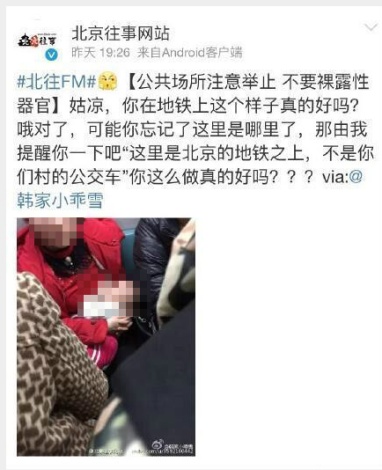 北京往事网站
昨天 19:26 来自Android客户端
#北往FM# 【公共场所注意举止 不要裸露性
器官】姑凉，你在地铁上这个样子真的好吗？
哦对了，可能你忘记了这里是哪里了，那由我
提醒你一下吧“这里是北京的地铁之上，不是你
们村的公交车”你这么做真的好吗？？？via:@
韩家小乖雪